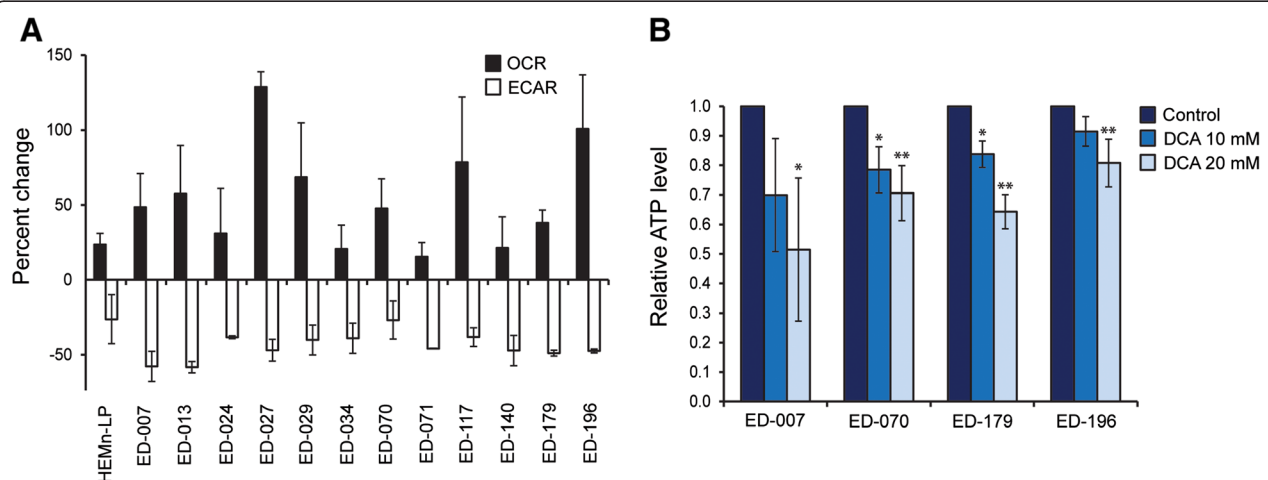 A
150
100
50
0
-50
Percent change
OCR
ECAR
HEMn-LP
ED-007
ED-013
ED-024
ED-027
ED-029
ED-034
ED-070
ED-071
ED-117
ED-140
ED-179
ED-196
B
1.0
0.9
0.8
0.7
0.6
0.5
0.4
0.3
0.2
0.1
0.0
Relative ATP level
*
* **
* **
**
Control
DCA 10 mM
DCA 20 mM
ED-007 ED-070 ED-179 ED-196